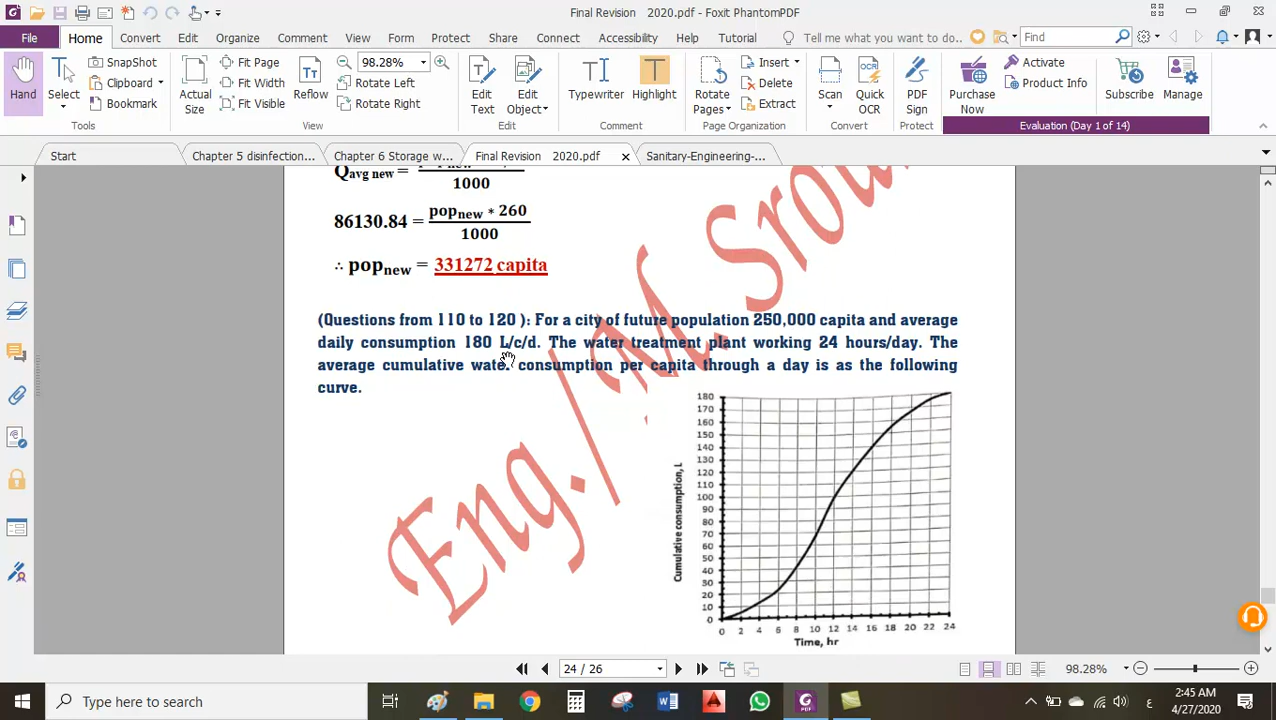 Final Revision 2020.pdf - Foxit PhantomPDF
File Home Convert Edit Organize Comment View Form Protect Share Connect Accessibility Help Tutorial Tell me what you want to do.. Find
Hand
Select
SnapShot
Clipboard
Bookmark
Tools
Actual Size
Fit Page
Fit Width
Fit Visible
Reflow
Rotate Left
Rotate Right
View
Edit Text
Edit Object
Edit
Typewriter
Highlight
Comment
Rotate Pages
Insert
Delete
Extract
Page Organization
Scan
Quick OCR
Convert
PDF Sign
Protect
Purchase Now
Activate
Product Info
Subscribe
Manage
Evaluation (Day 1 of 14)
Start
Chapter 5 disinfection...
Chapter 6 Storage w...
Final Revision 2020.pdf
Sanitary-Engineering-...
Qavg new =
1000
86130.84 = popnew * 260 / 1000
∴ popnew = 331272 capita
(Questions from 110 to 120 ): For a city of future population 250,000 capita and average
daily consumption 180 L/c/d. The water treatment plant working 24 hours/day. The
average cumulative water consumption per capita through a day is as the following
curve.
Eng./M. Srour
Cumulative consumption, L
180
170
160
150
140
130
120
110
100
90
80
70
60
50
40
30
20
10
0
0 2 4 6 8 10 12 14 16 18 20 22 24
Time, hr
24 / 26
98.28%
98.28%
Type here to search
2:45 AM
4/27/2020